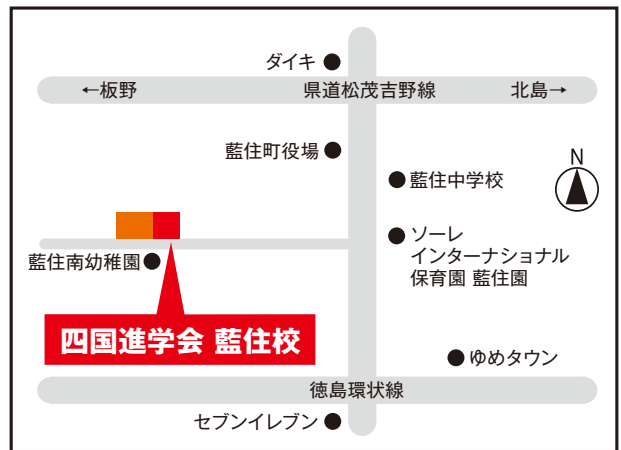 ダイキ
←板野
県道松茂吉野線
北島→
藍住町役場
N
藍住中学校
ソーレ
インターナショナル
保育園 藍住園
藍住南幼稚園
四国進学会 藍住校
ゆめタウン
徳島環状線
セブンイレブン